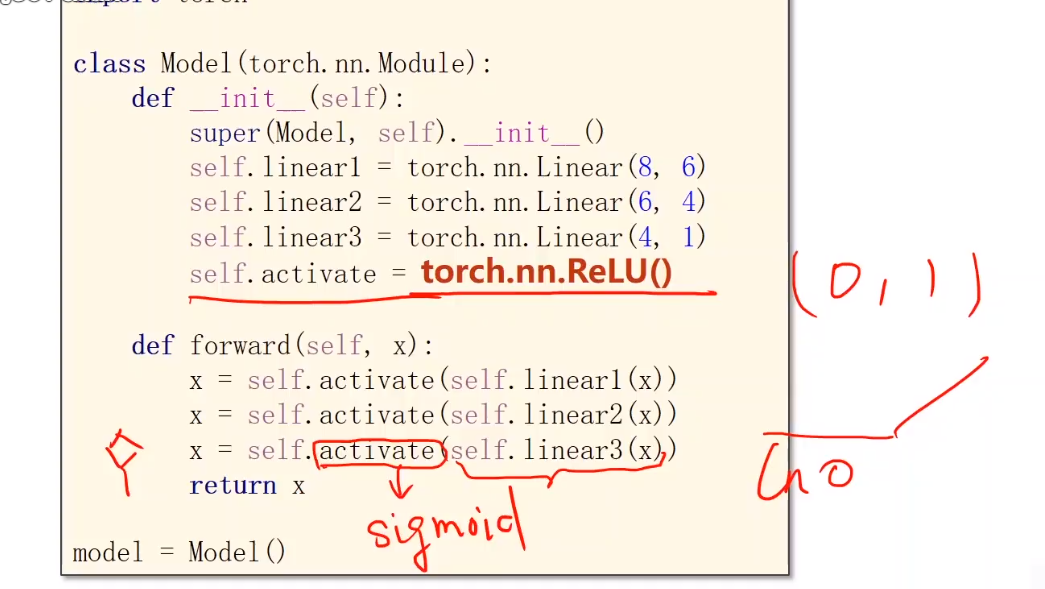 import torch
class Model(torch.nn.Module):
def __init__(self):
super(Model, self).__init__()
self.linear1 = torch.nn.Linear(8, 6)
self.linear2 = torch.nn.Linear(6, 4)
self.linear3 = torch.nn.Linear(4, 1)
self.activate = torch.nn.ReLU()
(0, 1)
def forward(self, x):
x = self.activate(self.linear1(x))
x = self.activate(self.linear2(x))
x = self.activate(self.linear3(x))
return x
sigmoid
model = Model()